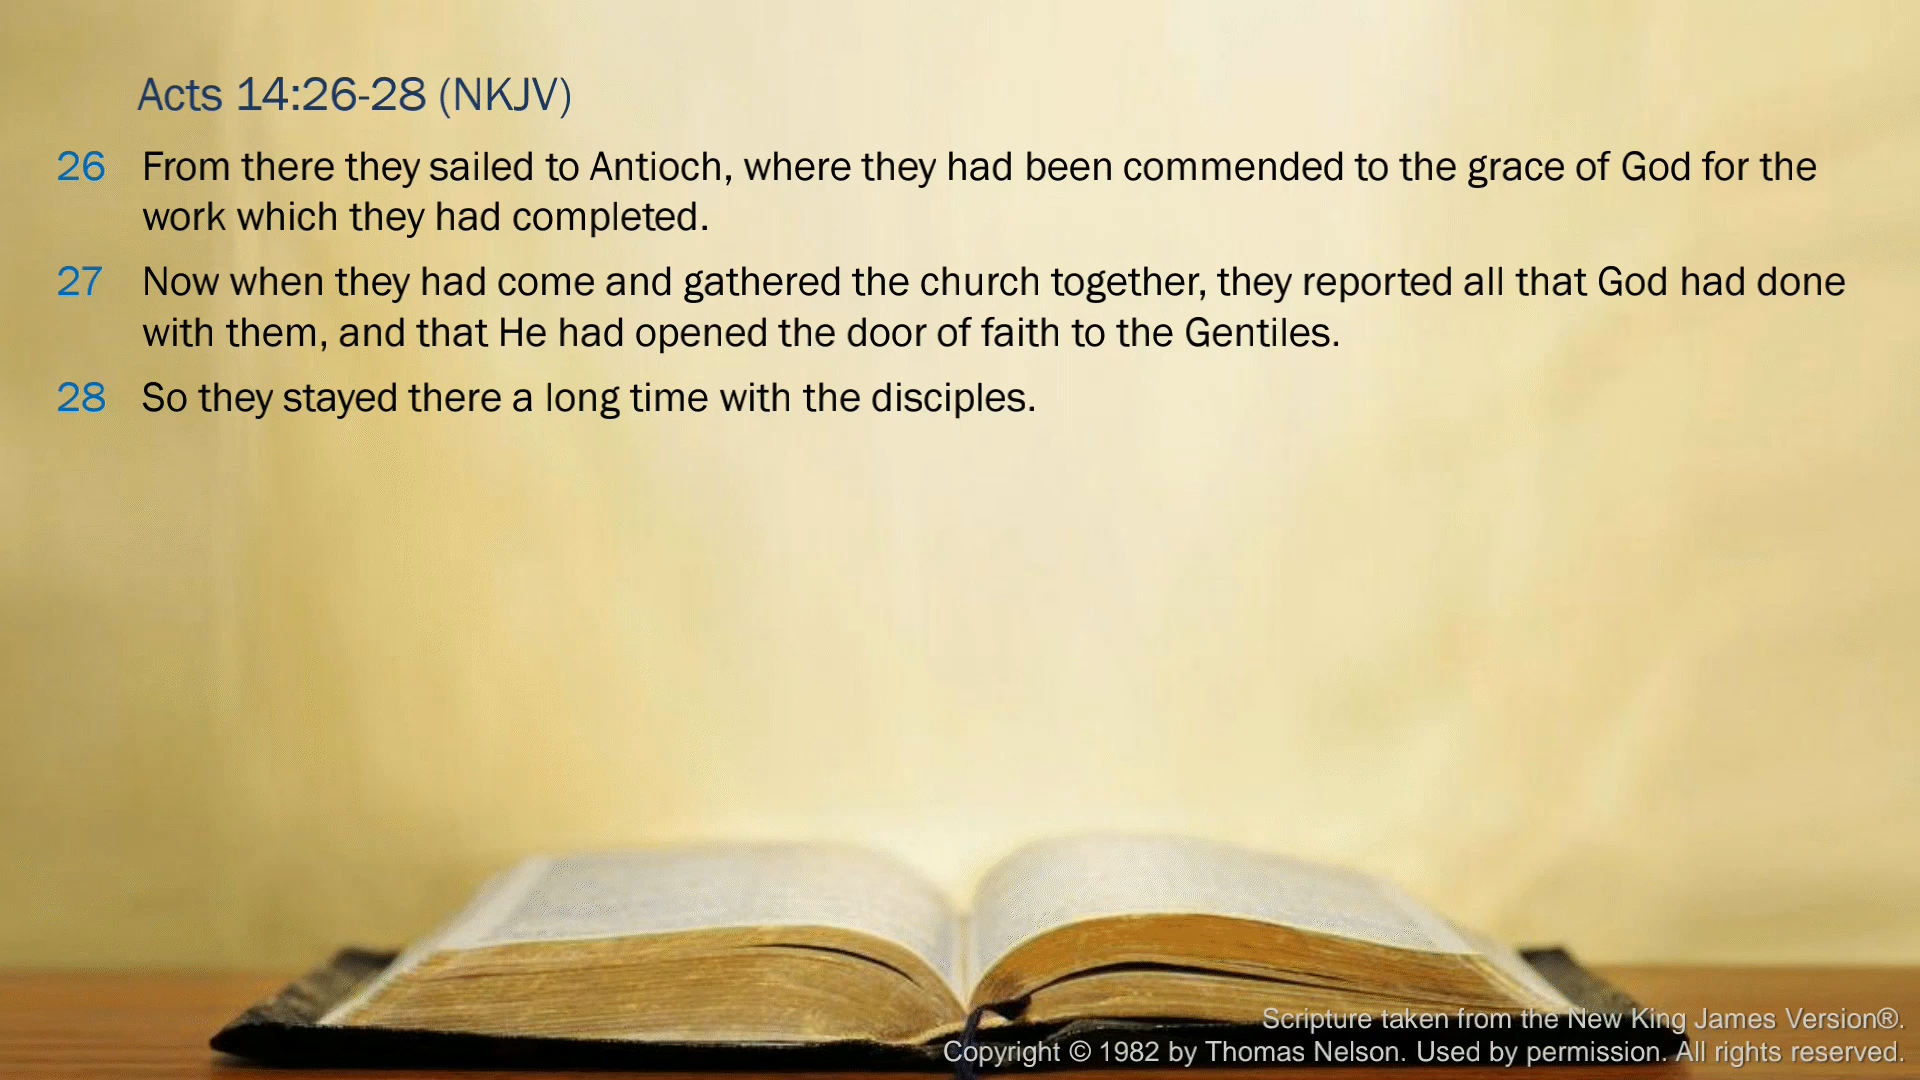 Acts 14:26-28 (NKJV)
26 From there they sailed to Antioch, where they had been commended to the grace of God for the
work which they had completed.
27 Now when they had come and gathered the church together, they reported all that God had done
with them, and that He had opened the door of faith to the Gentiles.
28 So they stayed there a long time with the disciples.
Scripture taken from the New King James Version®.
Copyright © 1982 by Thomas Nelson. Used by permission. All rights reserved.